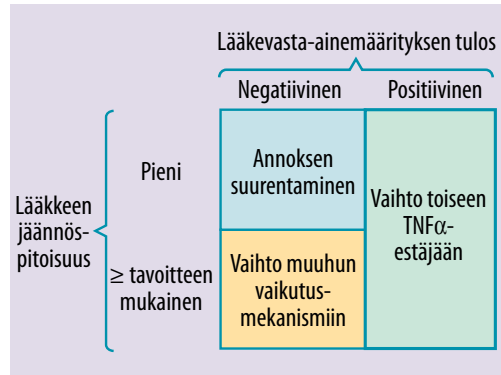 Lääkevasta-ainemäärityksen tulos
Negatiivinen
Positiivinen
Lääkkeen
jäännös-
pitoisuus
Pieni
≥ tavoitteen
mukainen
Annoksen
suurentaminen
Vaihto muuhun
vaikutus-
mekanismiin
Vaihto toiseen
TNFα-
estäjään